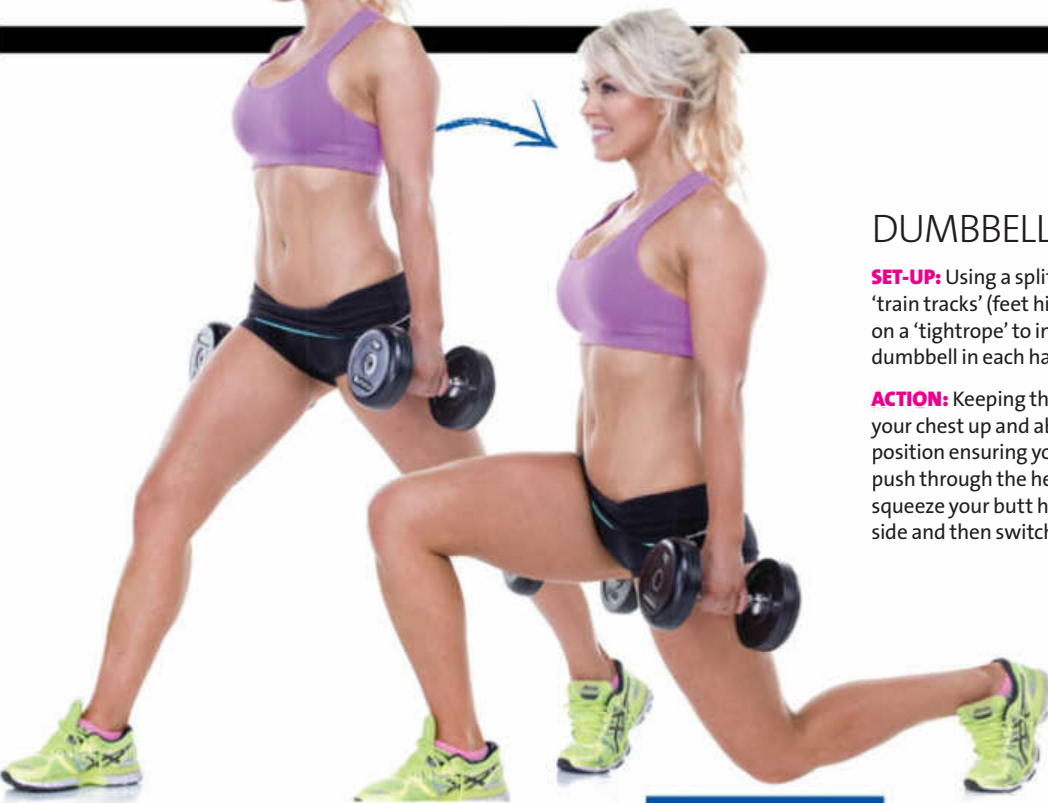 DUMBBELL
SET-UP: Using a split
‘train tracks’ (feet hi
on a ‘tightrope’ to in
dumbbell in each ha
ACTION: Keeping th
your chest up and ab
position ensuring yo
push through the he
squeeze your butt h
side and then switch